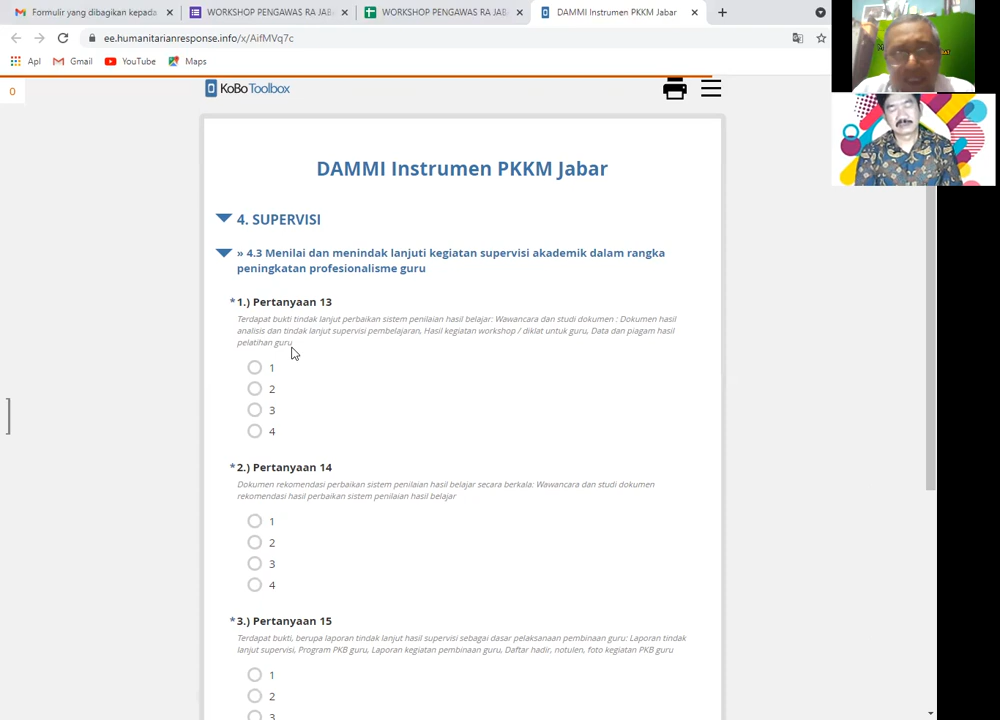 Formulir yang dibagikan kepada
WORKSHOP PENGAWAS RA JAB
WORKSHOP PENGAWAS RA JAB
DAMMI Instrumen PKKM Jabar
ee.humanitarianresponse.info/x/AifMVq7c
Apl
Gmail
YouTube
Maps
0
KoBoToolbox
DAMMI Instrumen PKKM Jabar
4. SUPERVISI
» 4.3 Menilai dan menindak lanjuti kegiatan supervisi akademik dalam rangka
peningkatan profesionalisme guru
* 1.) Pertanyaan 13
Terdapat bukti tindak lanjut perbaikan sistem penilaian hasil belajar: Wawancara dan studi dokumen : Dokumen hasil
analisis dan tindak lanjut supervisi pembelajaran, Hasil kegiatan workshop / diklat untuk guru, Data dan piagam hasil
pelatihan guru
1
2
3
4
* 2.) Pertanyaan 14
Dokumen rekomendasi perbaikan sistem penilaian hasil belajar secara berkala: Wawancara dan studi dokumen
rekomendasi hasil perbaikan sistem penilaian hasil belajar
1
2
3
4
* 3.) Pertanyaan 15
Terdapat bukti, berupa laporan tindak lanjut hasil supervisi sebagai dasar pelaksanaan pembinaan guru: Laporan tindak
lanjut supervisi, Program PKB guru, Laporan kegiatan pembinaan guru, Daftar hadir, notulen, foto kegiatan PKB guru
1
2
3